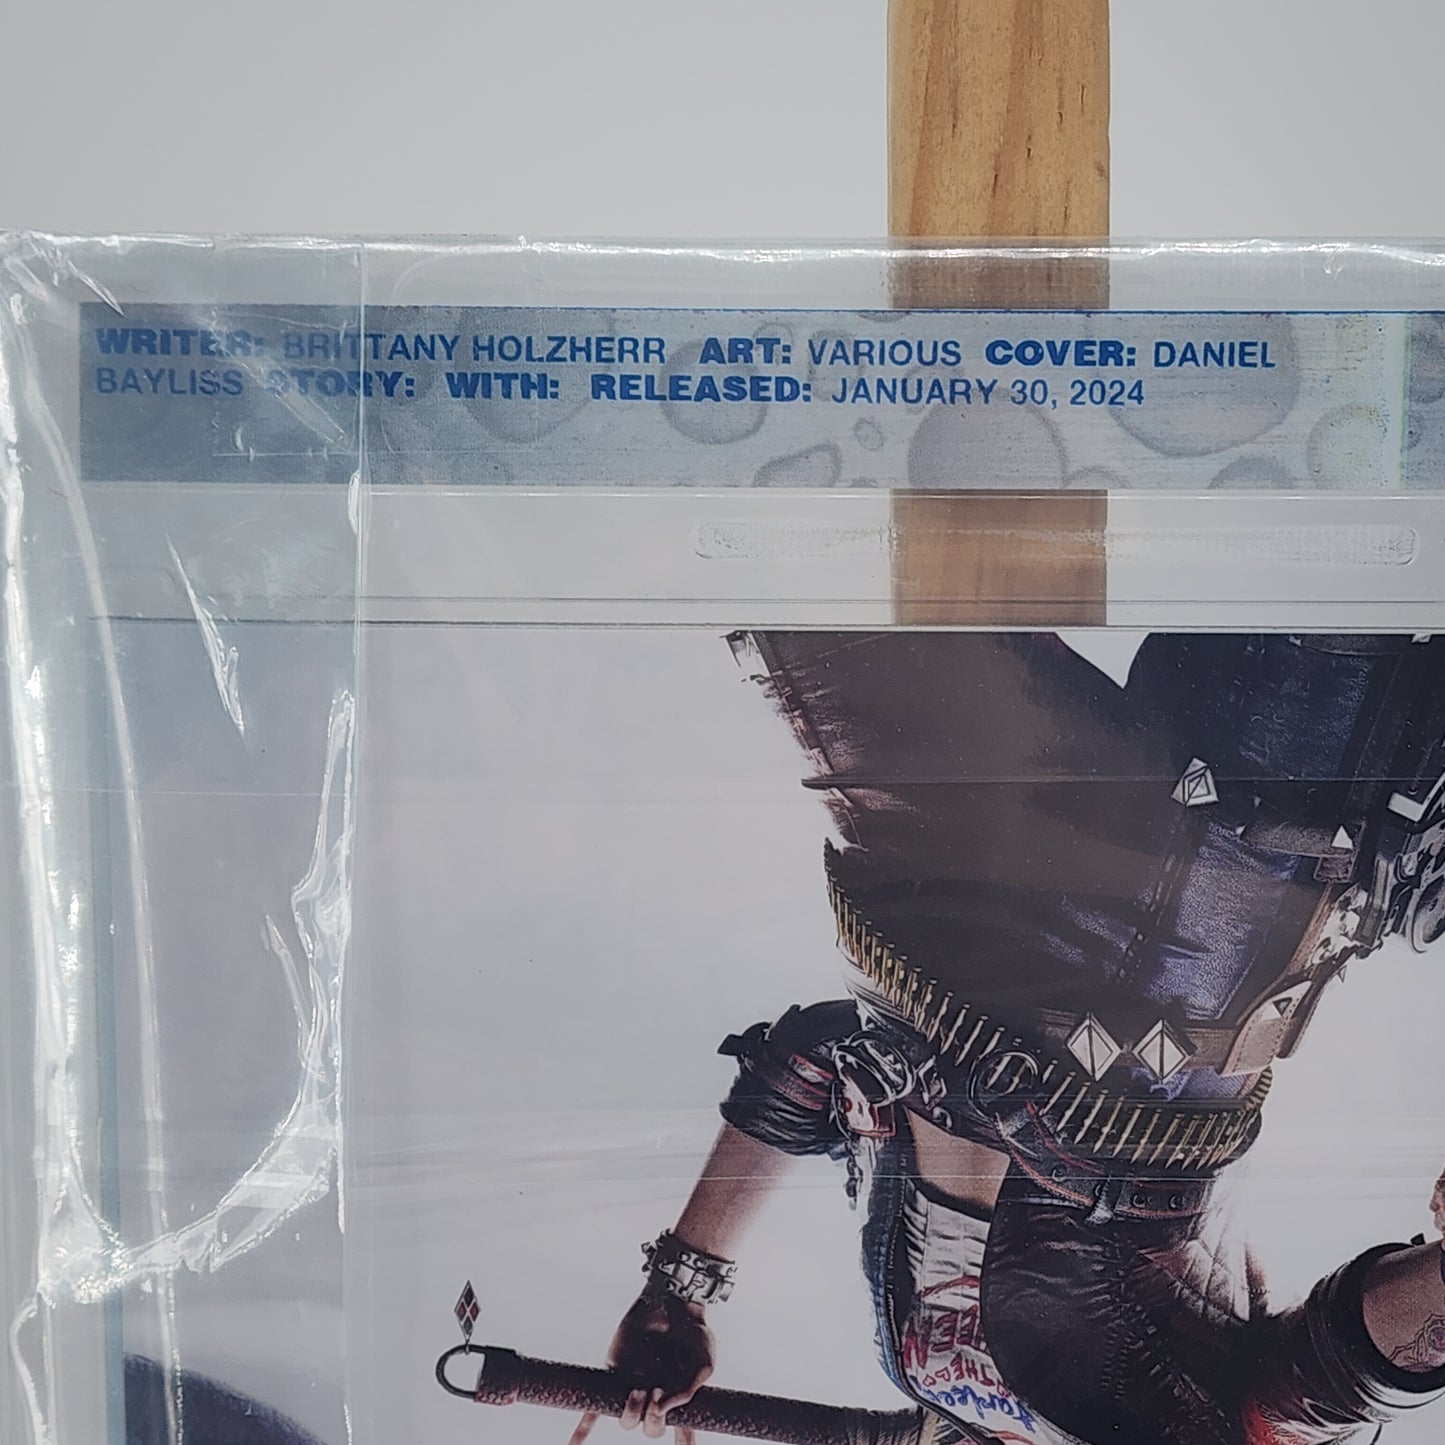 WRITER: BRITTANY HOLZHERR ART: VARIOUS COVER: DANIEL
BAYLISS STORY: WITH: RELEASED: JANUARY 30, 2024